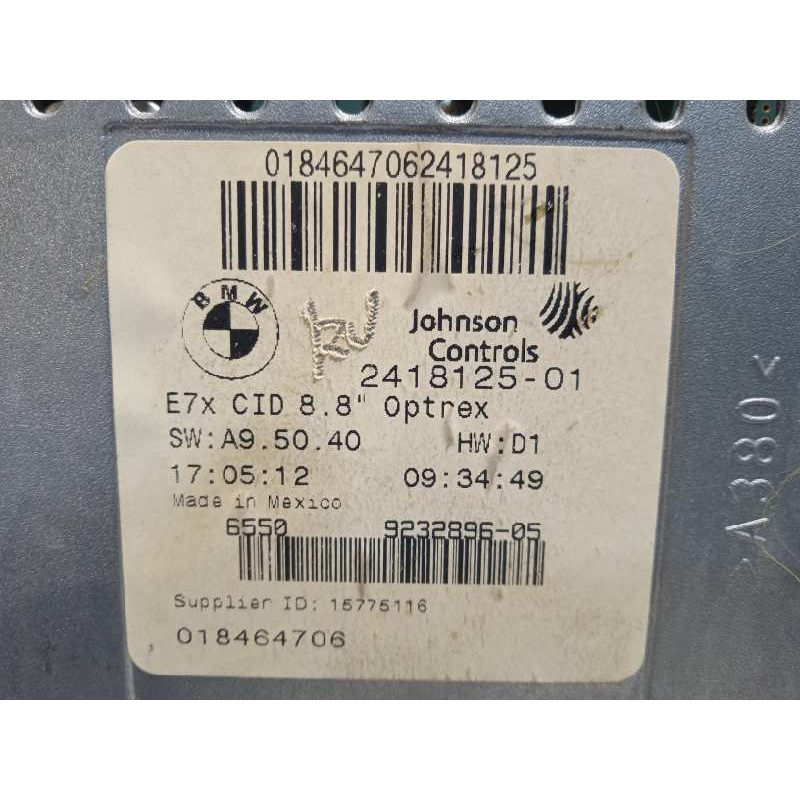 0184647062418125
BMW
Johnson
Controls
2418125-01
E7x CID 8.8" Optrex
SW:A9.50.40 HW:D1
17:05:12 09:34:49
Made in Mexico
6550 9232896-05
Supplier ID: 15775116
018464706
>A380<